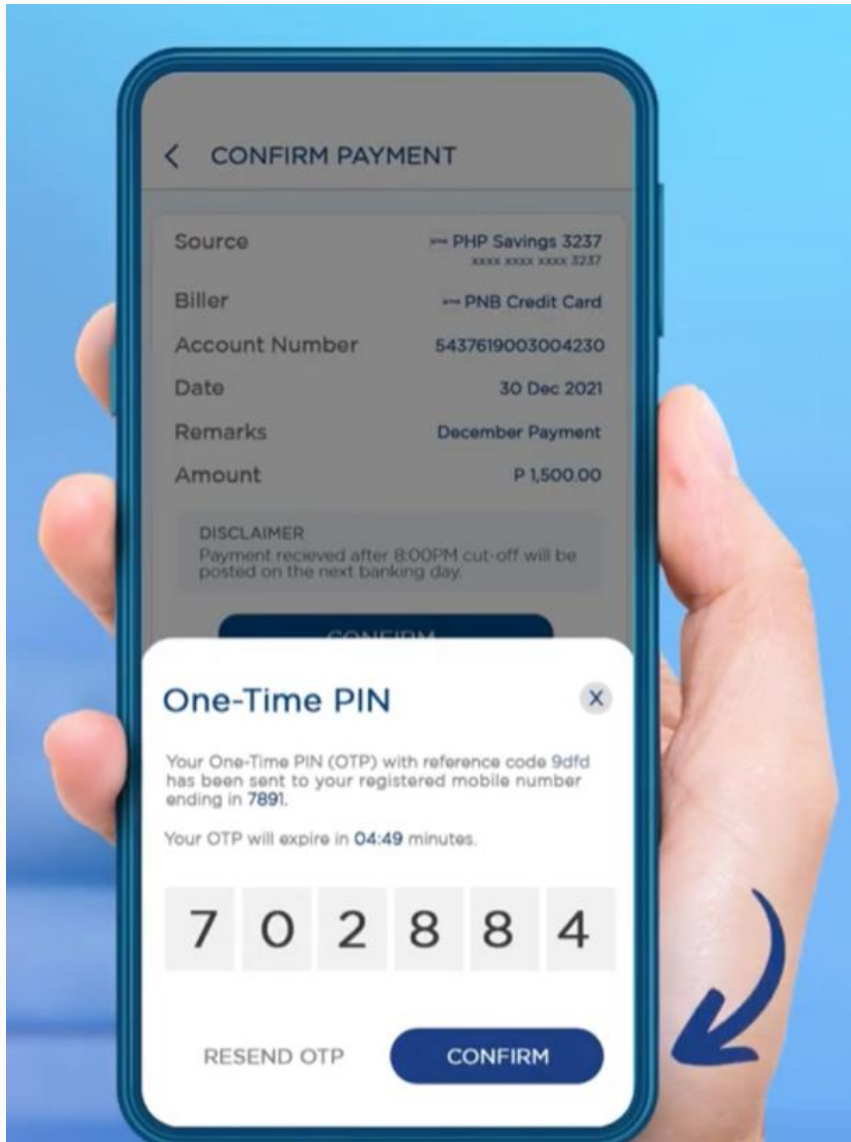 < CONFIRM PAYMENT
Source PHP Savings 3237
xxxx xxxx xxxx 3237
Biller PNB Credit Card
Account Number 5437619003004230
Date 30 Dec 2021
Remarks December Payment
Amount P 1,500.00
DISCLAIMER
Payment recieved after 8:00PM cut-off will be
posted on the next banking day.
CONFIRM
One-Time PIN X
Your One-Time PIN (OTP) with reference code 9dfd
has been sent to your registered mobile number
ending in 7891.
Your OTP will expire in 04:49 minutes.
7 0 2 8 8 4
RESEND OTP CONFIRM